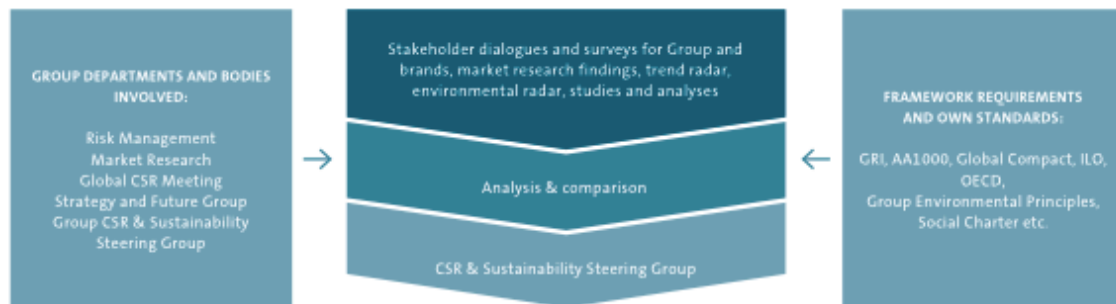 GROUP DEPARTMENTS AND BODIES
INVOLVED:
Risk Management
Market Research
Global CSR Meeting
Strategy and Future Group
Group CSR & Sustainability
Steering Group
Stakeholder dialogues and surveys for Group and
brands, market research findings, trend radar,
environmental radar, studies and analyses
Analysis & comparison
CSR & Sustainability Steering Group
FRAMEWORK REQUIREMENTS
AND OWN STANDARDS:
GRI, AA1000, Global Compact, ILO,
OECD,
Group Environmental Principles,
Social Charter etc.